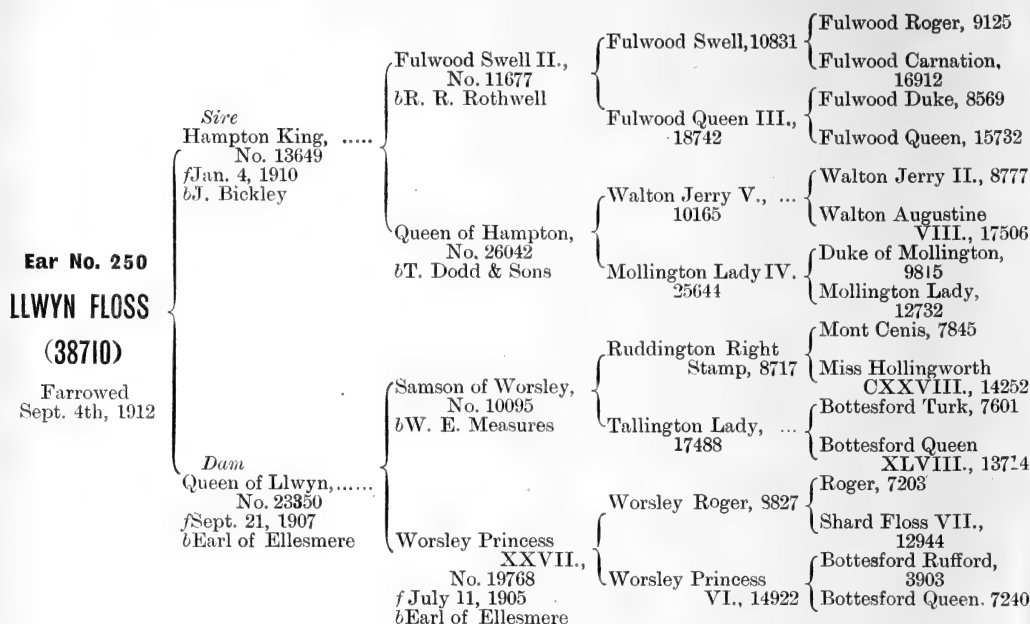 Ear No. 250
LLWYN FLOSS
(38710)
Farrowed
Sept. 4th, 1912
Sire
Hampton King, .....
No. 13649
fJan. 4, 1910
bJ. Bickley
Dam
Queen of Llwyn,......
No. 23350
fSept. 21, 1907
bEarl of Ellesmere
Fulwood Swell II.,
No. 11677
bR. R. Rothwell
Queen of Hampton,
No. 26042
bT. Dodd & Sons
Samson of Worsley,
No. 10095
bW. E. Measures
Worsley Princess
XXVII.,
No. 19768
f July 11, 1905
bEarl of Ellesmere
Fulwood Swell, 10831
Fulwood Queen III.,
18742
Walton Jerry V., ...
10165
Mollington Lady IV.
25644
Ruddington Right
Stamp, 8717
Tallington Lady, ...
17488
Worsley Roger, 8827
Worsley Princess
VI., 14922
Fulwood Roger, 9125
Fulwood Carnation,
16912
Fulwood Duke, 8569
Fulwood Queen, 15732
Walton Jerry II., 8777
Walton Augustine
VIII., 17506
Duke of Mollington,
9815
Mollington Lady,
12732
Mont Cenis, 7845
Miss Hollingworth
CXXVIII., 14252
Bottesford Turk, 7601
Bottesford Queen
XLVIII.,
Roger, 7203
Shard Floss VII.,
12944
Bottesford Rufford,
3903
Bottesford Queen. 7240